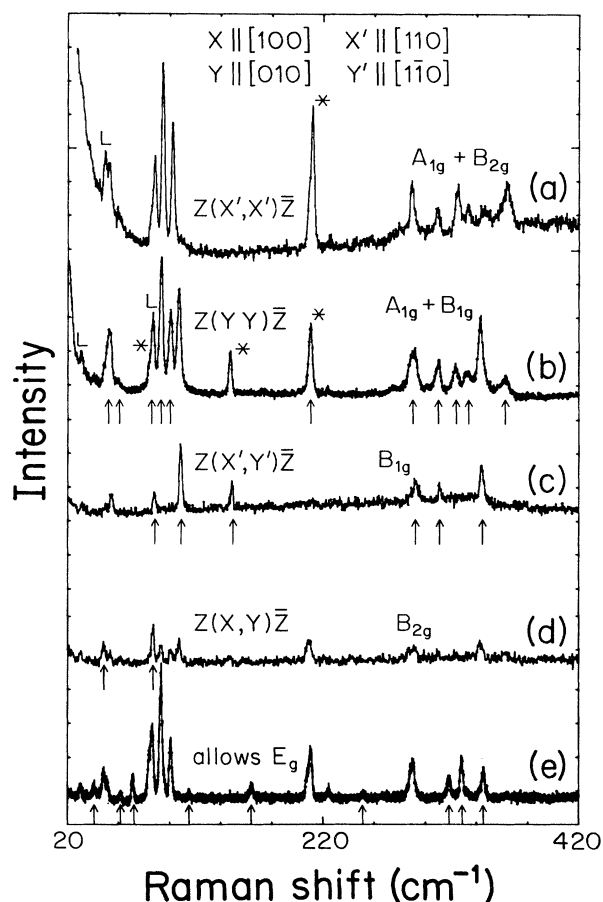 X || [100] X' || [110]
Y || [010] Y' || [1̄10]
*
L
A1g + B2g
Z(X',X')Z̄
(a)
L
*
L
Z(Y Y)Z̄
*
*
A1g + B1g
(b)
Z(X',Y')Z̄
B1g
(c)
Z(X,Y)Z̄
B2g
(d)
allows Eg
(e)
Intensity
20
220
420
Raman shift (cm⁻¹)